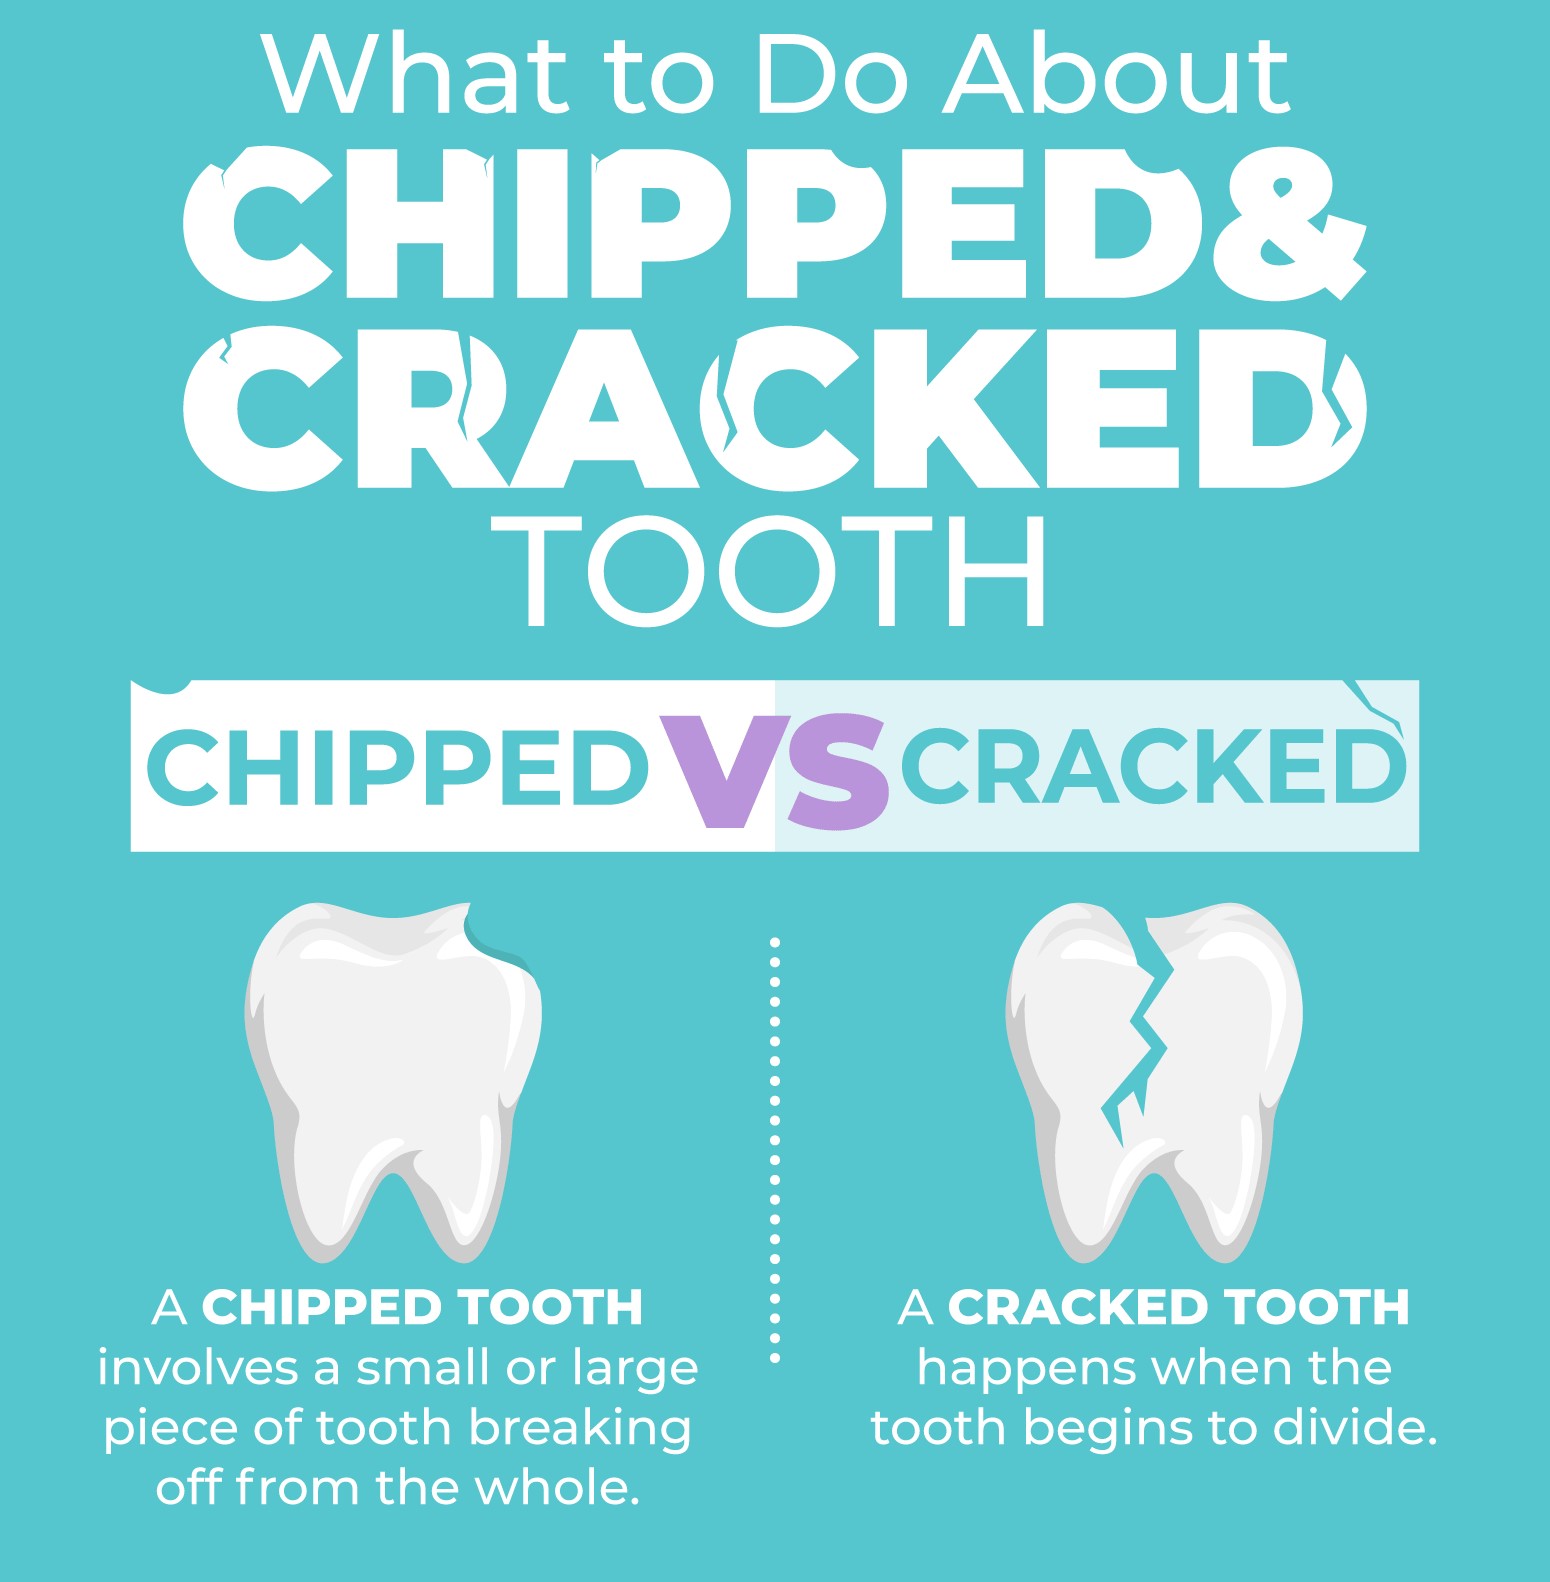 What to Do About
CHIPPED&
CRACKED
TOOTH
CHIPPED VS CRACKED
A CHIPPED TOOTH
involves a small or large
piece of tooth breaking
off from the whole.
A CRACKED TOOTH
happens when the
tooth begins to divide.